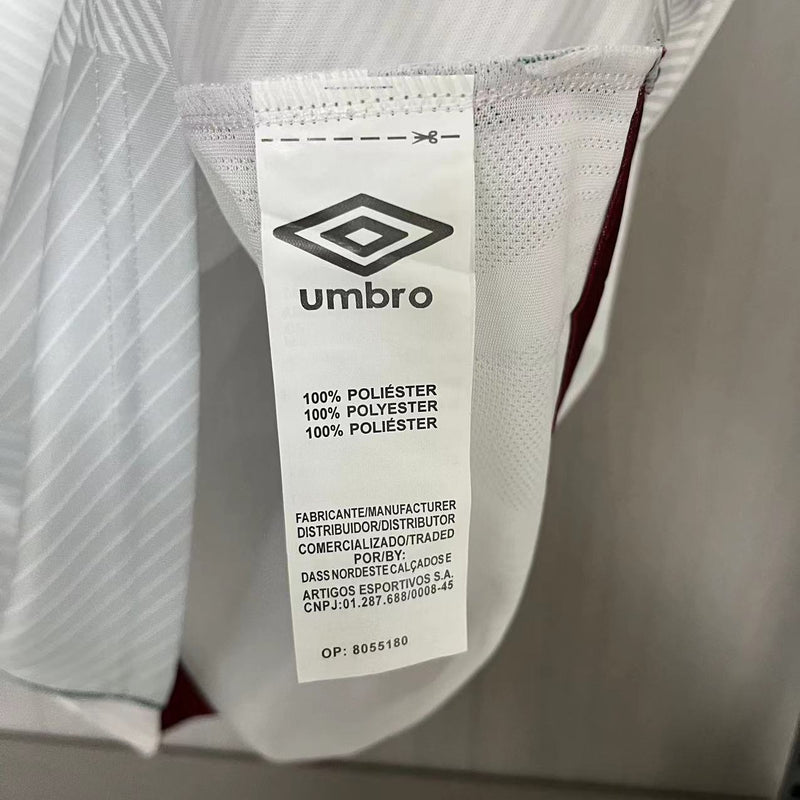 umbro
100% POLIÉSTER
100% POLYESTER
100% POLIÉSTER
FABRICANTE/MANUFACTURER
DISTRIBUIDOR/DISTRIBUTOR
COMERCIALIZADO/TRADED
POR/BY:
DASS NORDESTE CALÇADOS E
ARTIGOS ESPORTIVOS S.A.
CNPJ:01.287.688/0008-45
OP: 8055180